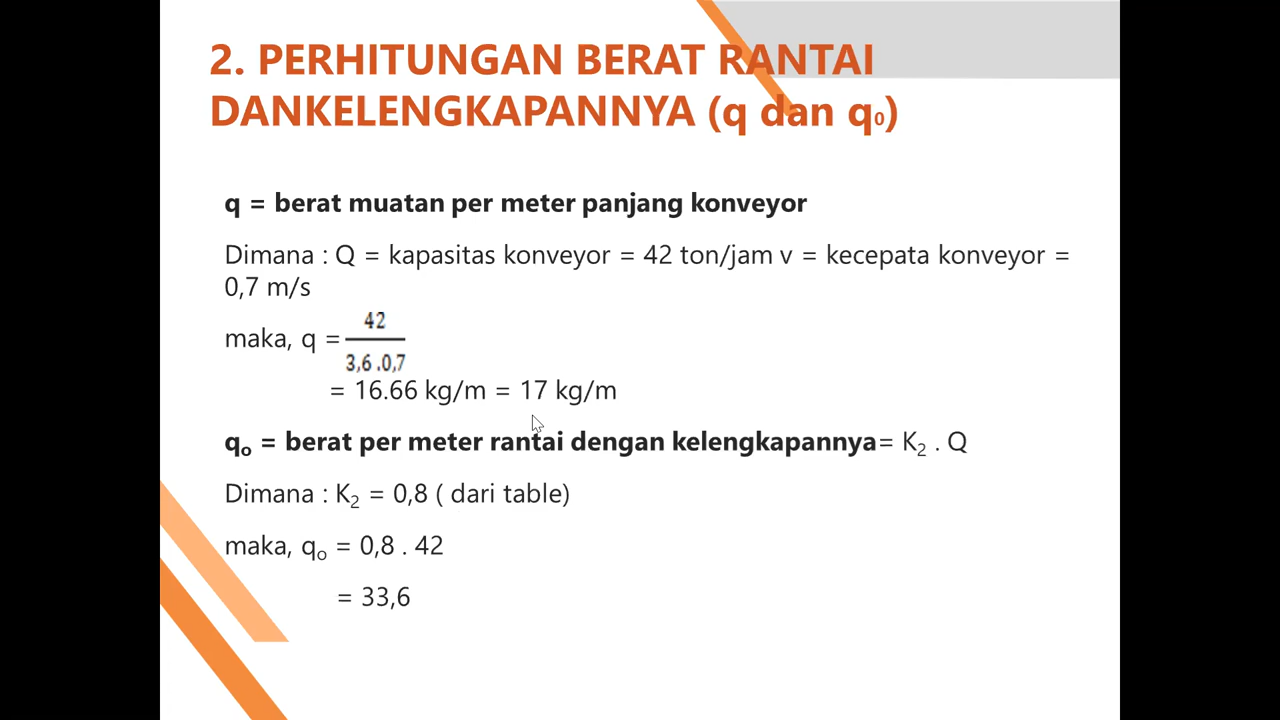 2. PERHITUNGAN BERAT RANTAI
DANKELENGKAPANNYA (q dan q₀)
q = berat muatan per meter panjang konveyor
Dimana : Q = kapasitas konveyor = 42 ton/jam v = kecepata konveyor =
0,7 m/s
maka, q = 42 / 3,6 .0,7
= 16.66 kg/m = 17 kg/m
qₒ = berat per meter rantai dengan kelengkapannya= K₂ . Q
Dimana : K₂ = 0,8 ( dari table)
maka, qₒ = 0,8 . 42
= 33,6